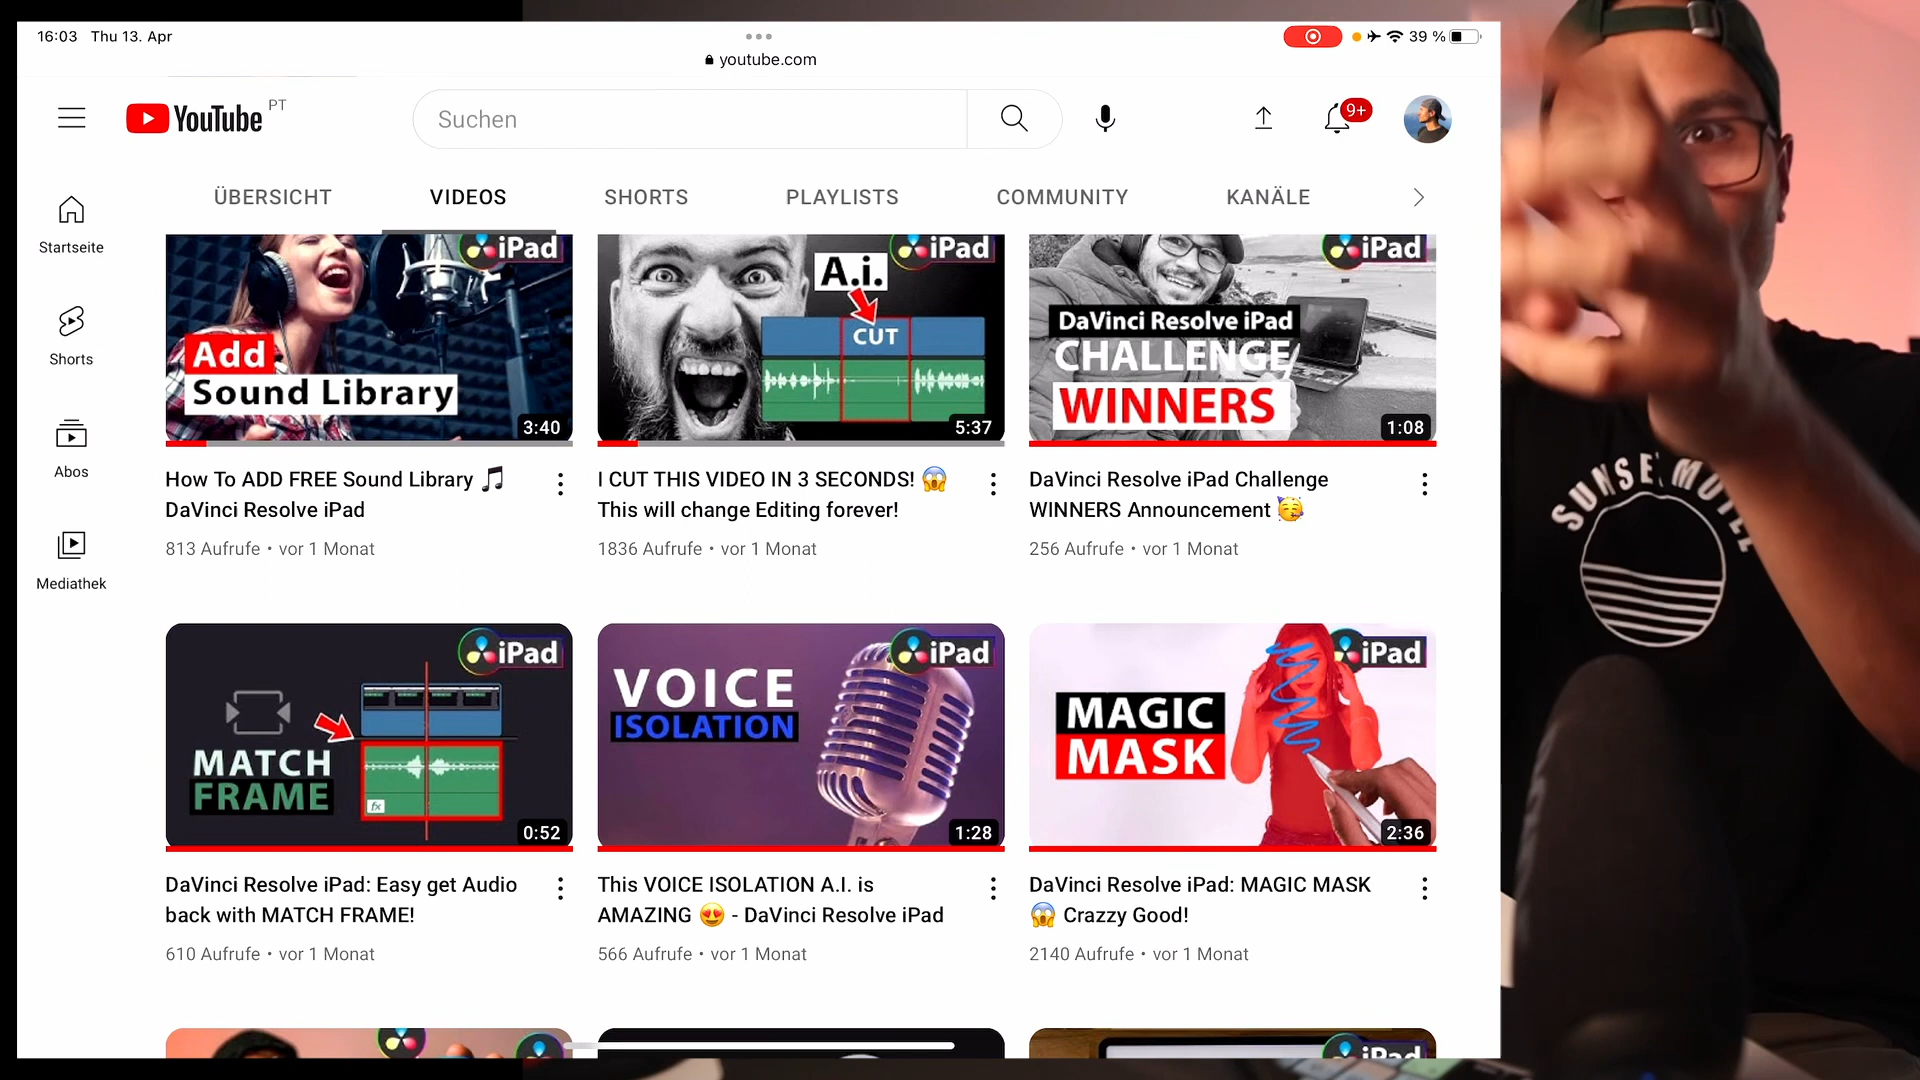 16:03 Thu 13. Apr
39 %
youtube.com
YouTube PT
Suchen
9+
ÜBERSICHT
VIDEOS
SHORTS
PLAYLISTS
COMMUNITY
KANÄLE
Startseite
Shorts
Abos
Mediathek
iPad
Add
Sound Library
3:40
iPad
A.i.
CUT
5:37
iPad
DaVinci Resolve iPad
CHALLENGE
WINNERS
1:08
How To ADD FREE Sound Library 🎵
DaVinci Resolve iPad
813 Aufrufe • vor 1 Monat
I CUT THIS VIDEO IN 3 SECONDS! 😱
This will change Editing forever!
1836 Aufrufe • vor 1 Monat
DaVinci Resolve iPad Challenge
WINNERS Announcement 🥳
256 Aufrufe • vor 1 Monat
iPad
MATCH
FRAME
fx
0:52
iPad
VOICE
ISOLATION
1:28
iPad
MAGIC
MASK
2:36
DaVinci Resolve iPad: Easy get Audio
back with MATCH FRAME!
610 Aufrufe • vor 1 Monat
This VOICE ISOLATION A.I. is
AMAZING 😍 - DaVinci Resolve iPad
566 Aufrufe • vor 1 Monat
DaVinci Resolve iPad: MAGIC MASK
😱 Crazzy Good!
2140 Aufrufe • vor 1 Monat
iPad